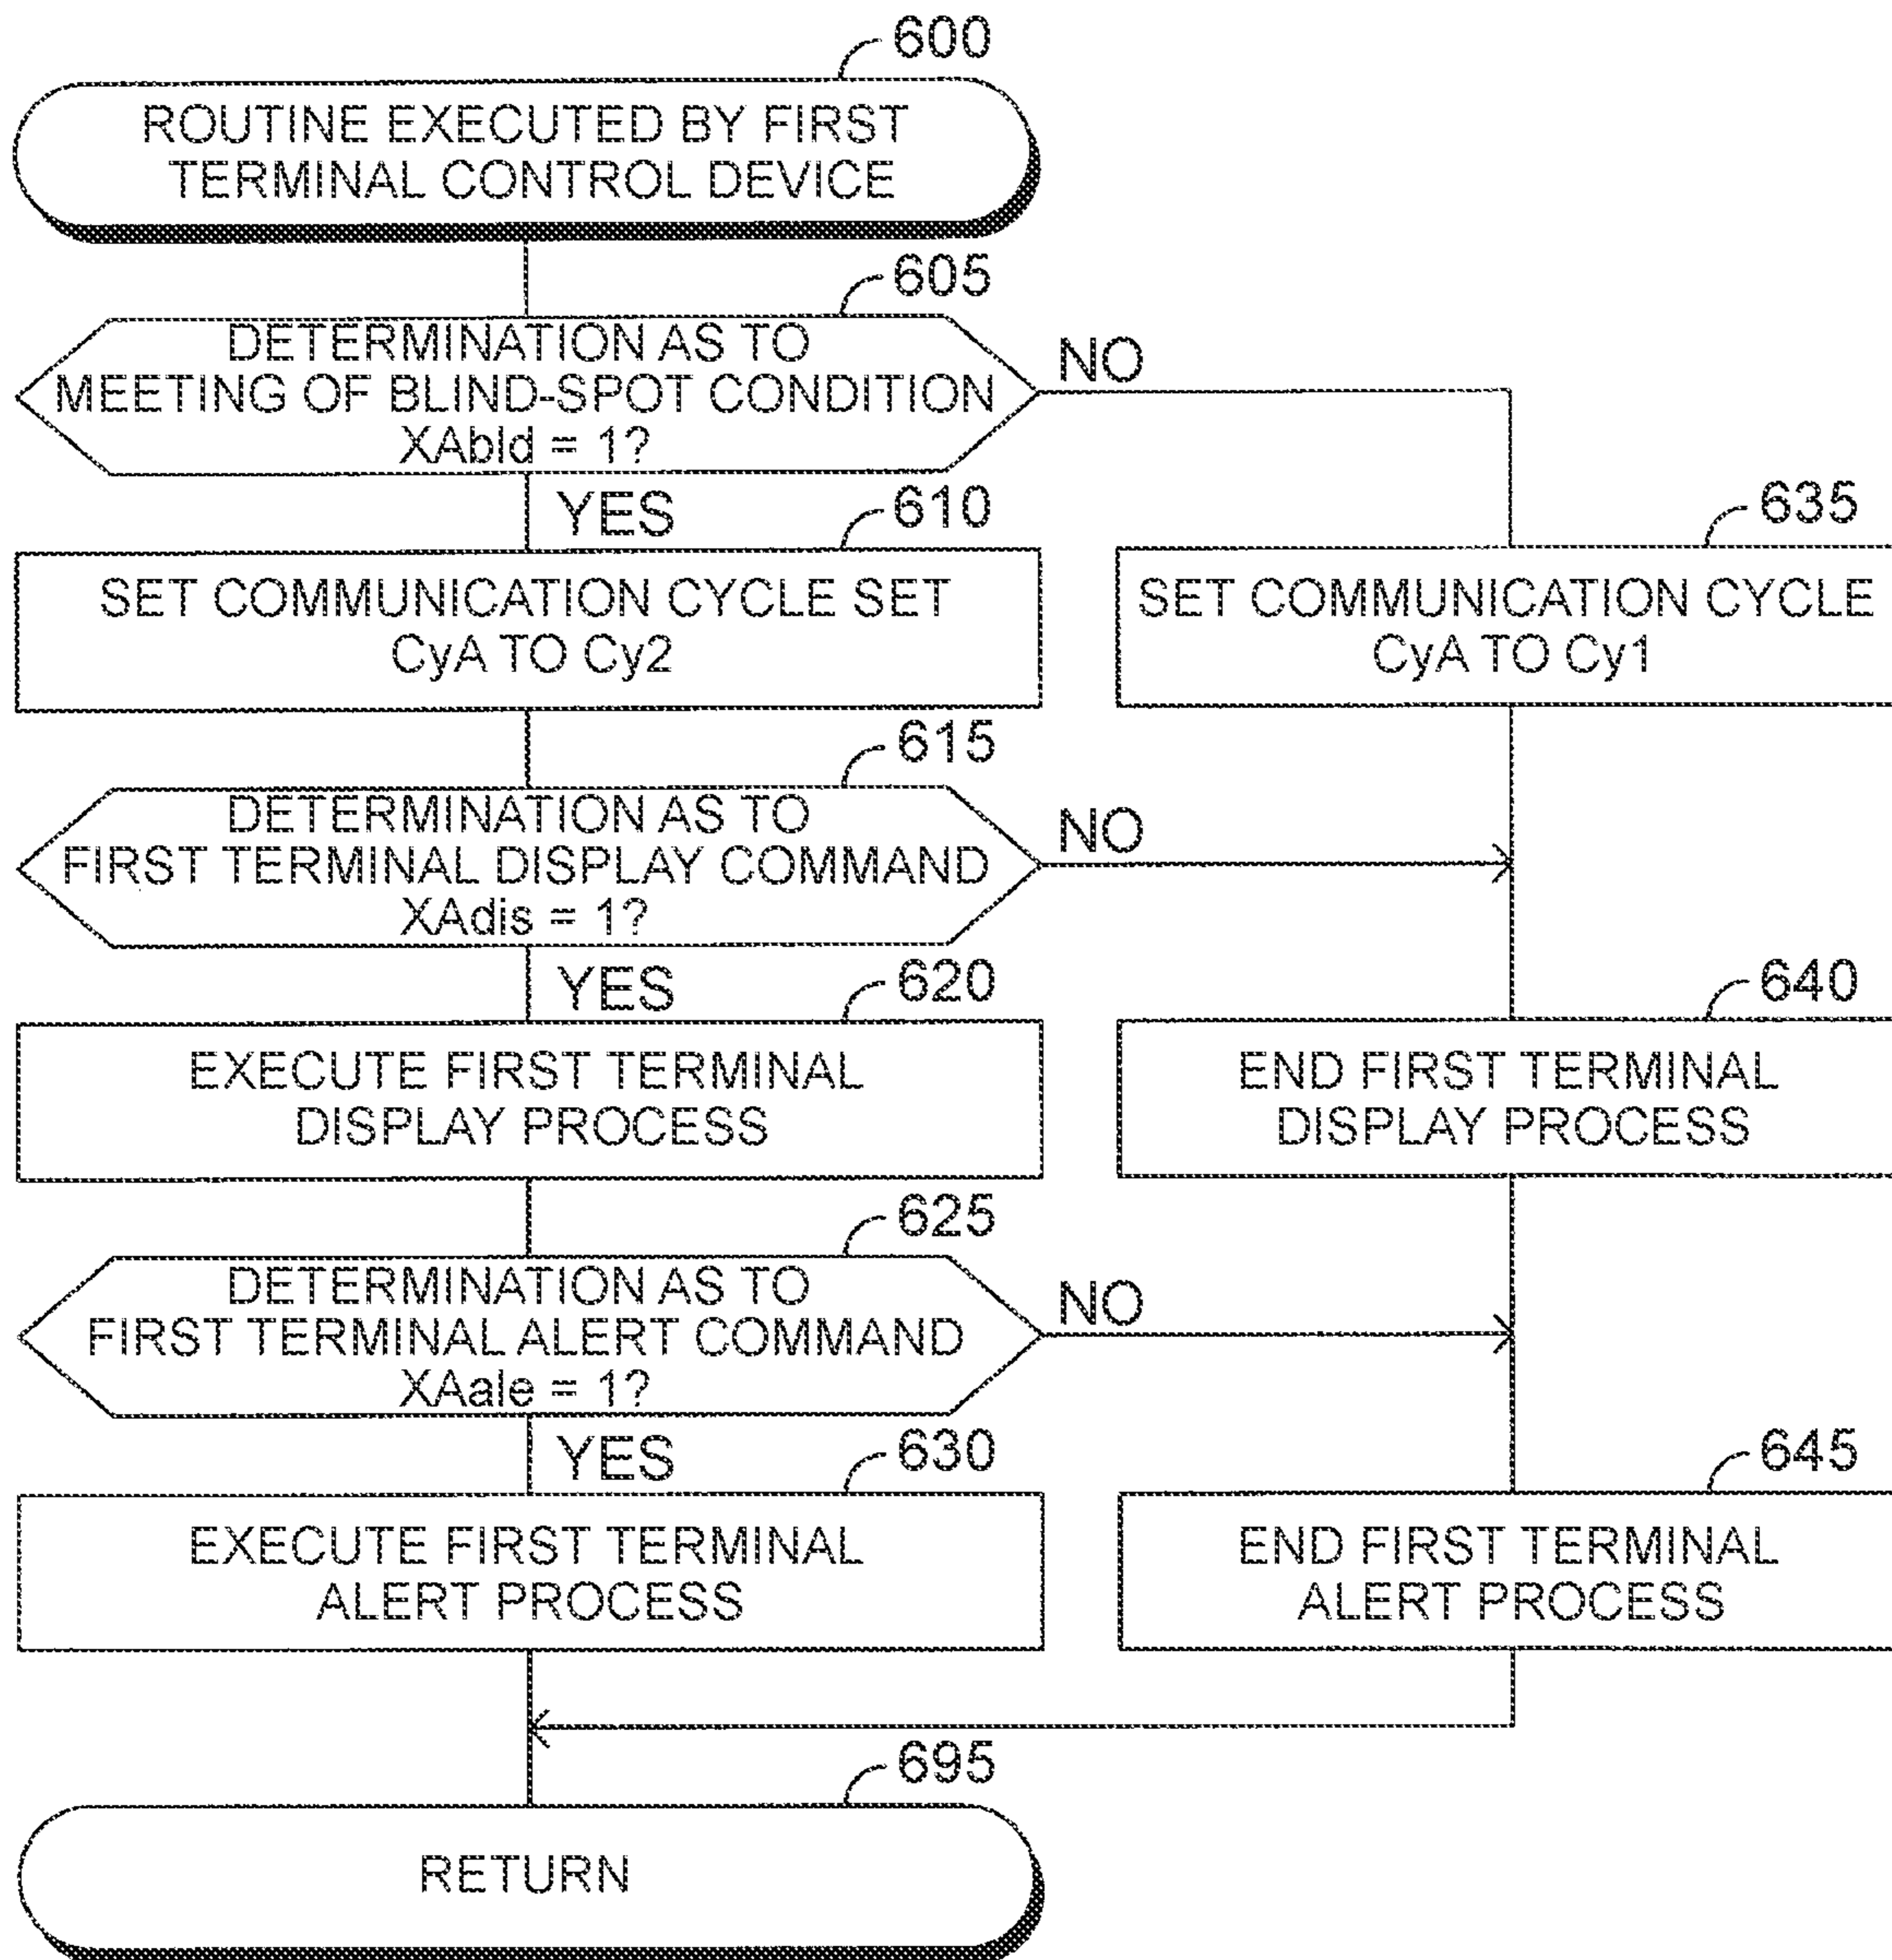 600
ROUTINE EXECUTED BY FIRST
TERMINAL CONTROL DEVICE
605
DETERMINATION AS TO
MEETING OF BLIND-SPOT CONDITION
XAbld = 1?
NO
YES
610
SET COMMUNICATION CYCLE SET
CyA TO Cy2
635
SET COMMUNICATION CYCLE
CyA TO Cy1
615
DETERMINATION AS TO
FIRST TERMINAL DISPLAY COMMAND
XAdis = 1?
NO
YES
620
EXECUTE FIRST TERMINAL
DISPLAY PROCESS
640
END FIRST TERMINAL
DISPLAY PROCESS
625
DETERMINATION AS TO
FIRST TERMINAL ALERT COMMAND
XAale = 1?
NO
YES
630
EXECUTE FIRST TERMINAL
ALERT PROCESS
645
END FIRST TERMINAL
ALERT PROCESS
695
RETURN